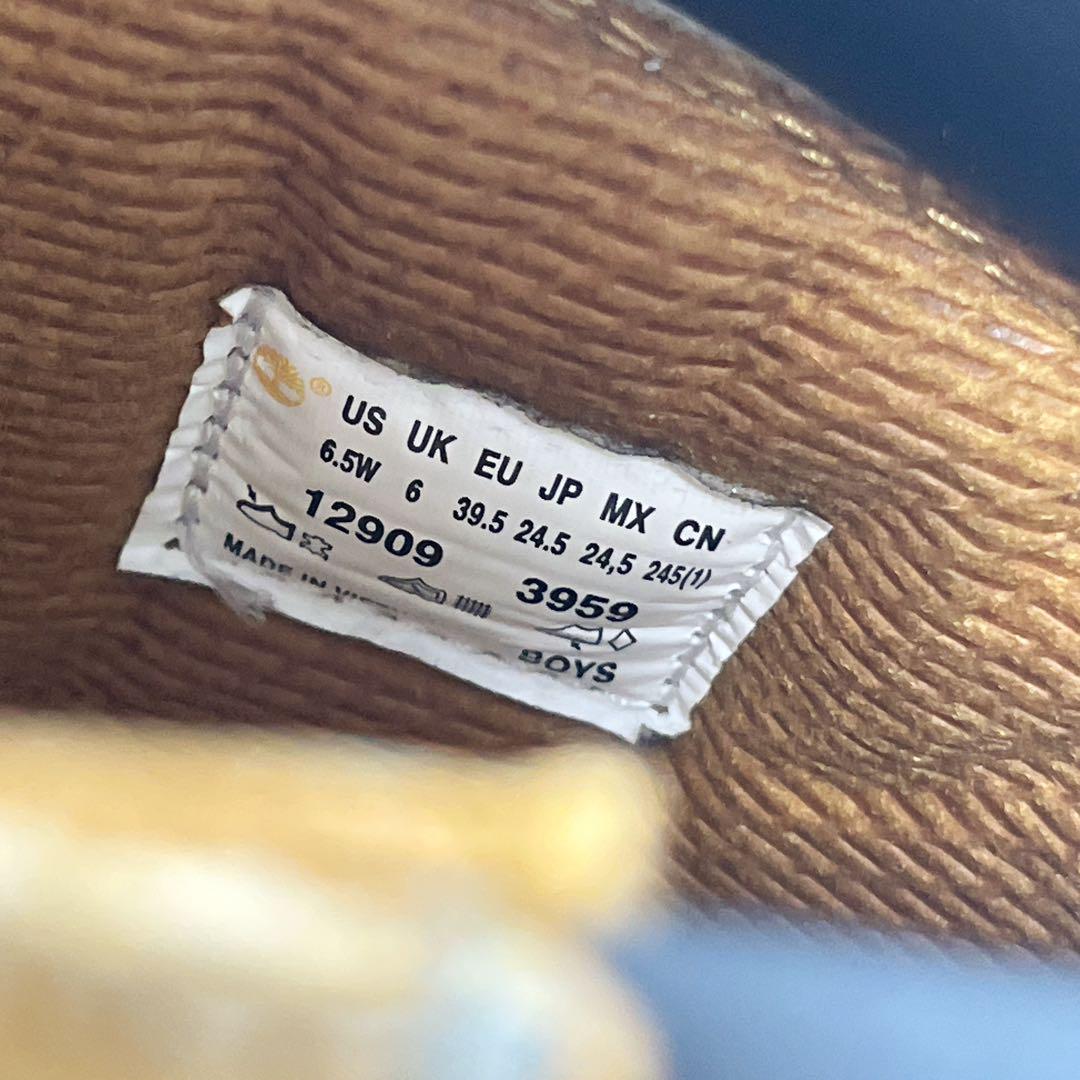 ®
US UK EU JP MX CN
6.5W 6 39.5 24.5 24,5 245(1)
12909 3959
MADE IN
BOYS